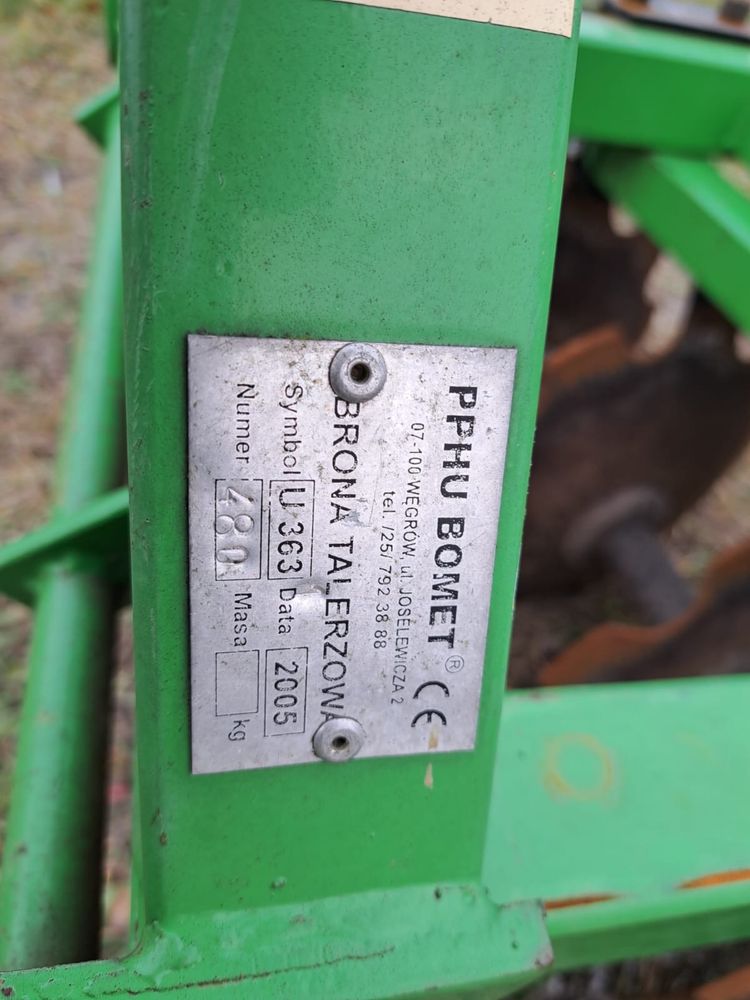 PPHU BOMET® CE
07-100 WĘGRÓW, ul. JOSELEWICZA 2
tel. /25/ 792 38 88
BRONA TALERZOWA
Symbol U 363 Data 2005
Numer 480 Masa kg